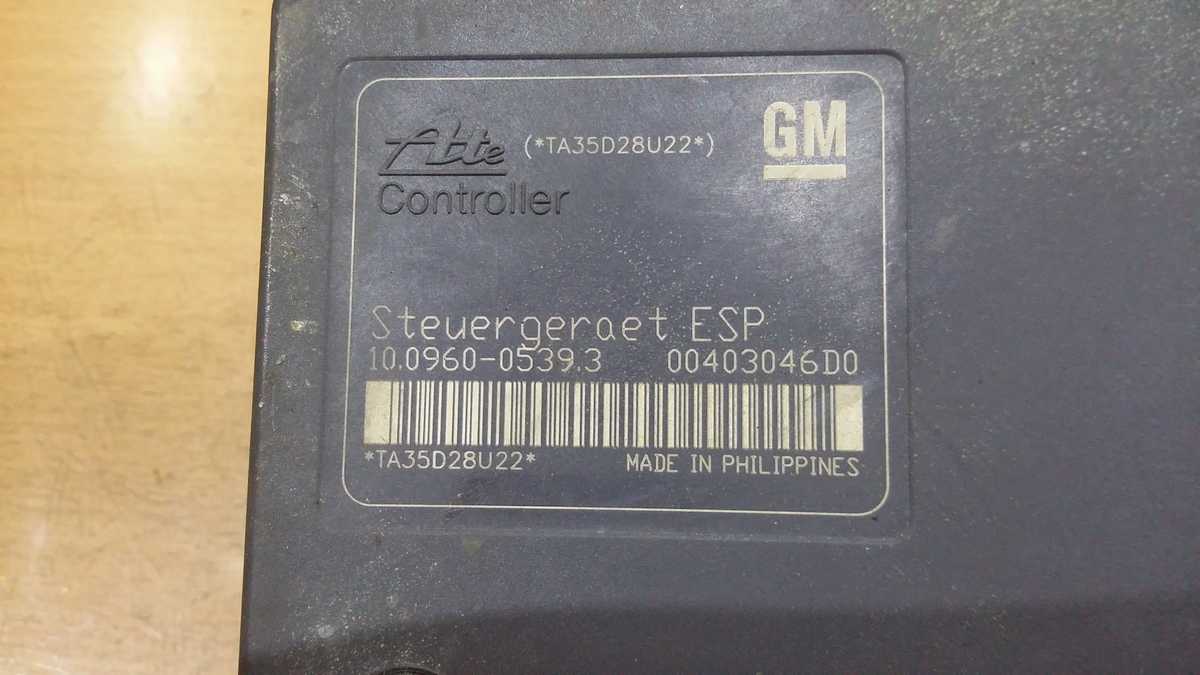 Ate (*TA35D28U22*) GM
Controller
Steuergeraet ESP
10.0960-0539.3 00403046D0
*TA35D28U22* MADE IN PHILIPPINES